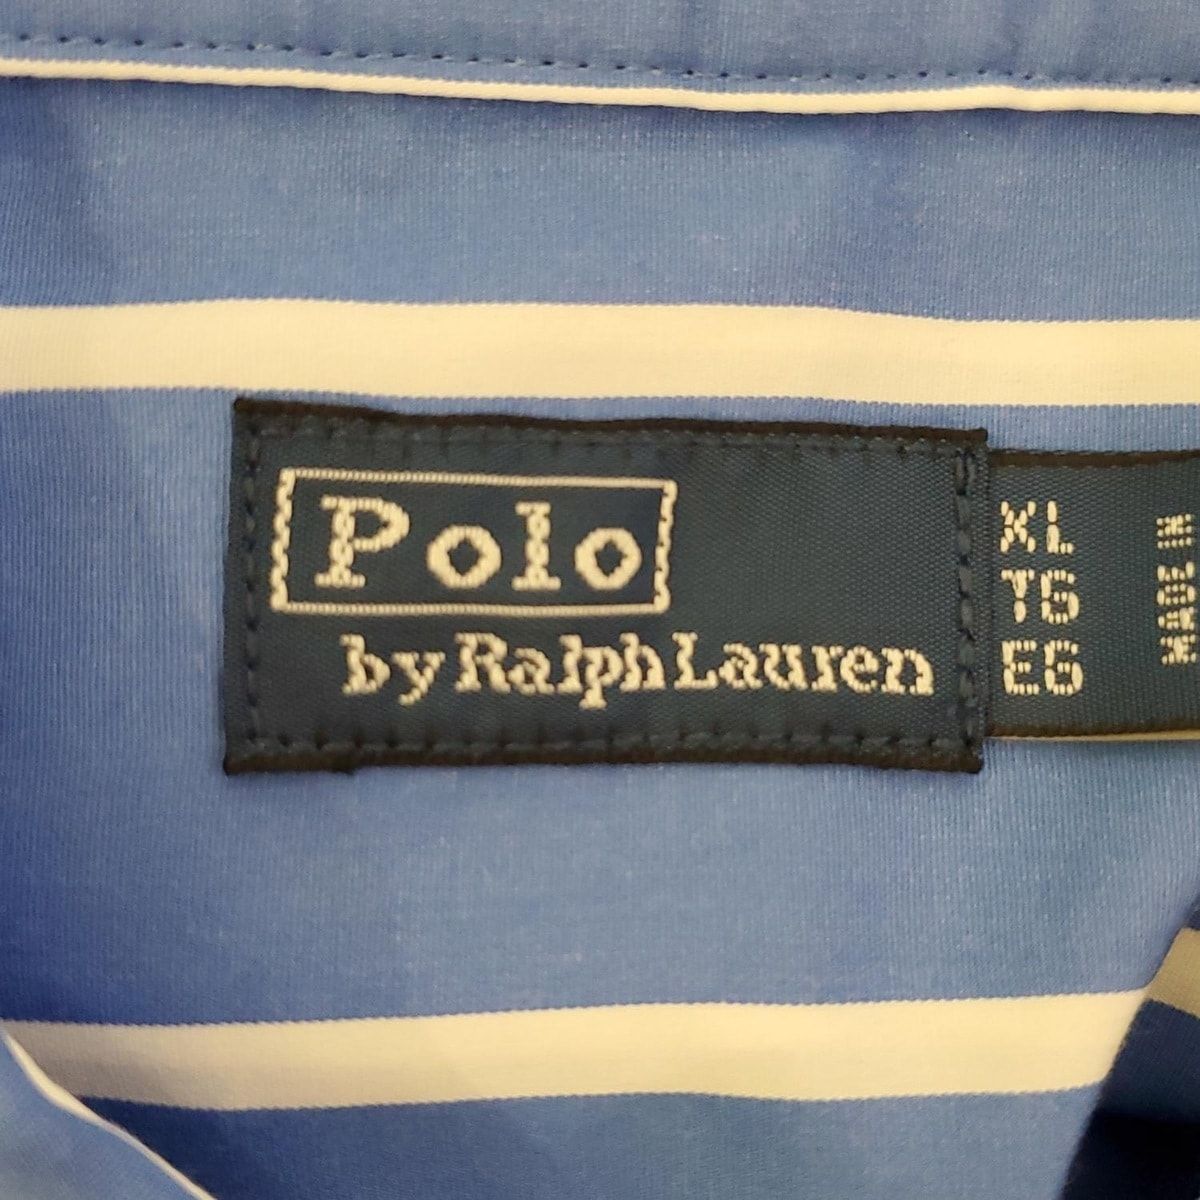 Polo
by Ralph Lauren
XL
TG
EG
MADE IN